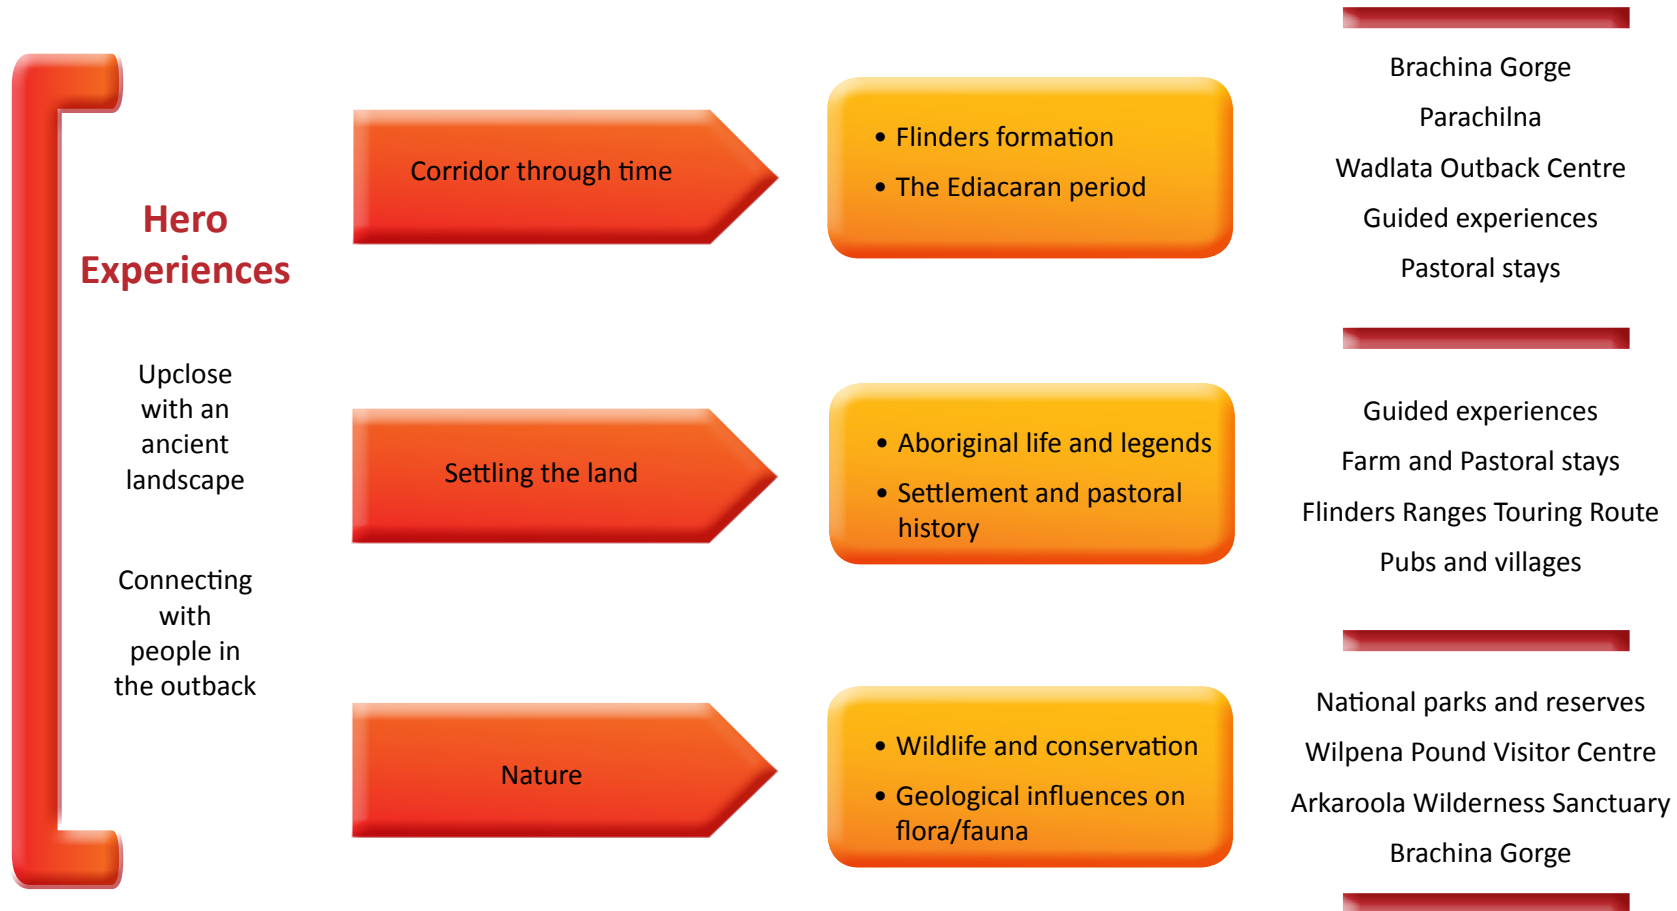 Hero
Experiences
Upclose
with an
ancient
landscape
Connecting
with
people in
the outback
Corridor through time
• Flinders formation
• The Ediacaran period
Brachina Gorge
Parachilna
Wadlata Outback Centre
Guided experiences
Pastoral stays
Settling the land
• Aboriginal life and legends
• Settlement and pastoral
history
Guided experiences
Farm and Pastoral stays
Flinders Ranges Touring Route
Pubs and villages
Nature
• Wildlife and conservation
• Geological influences on
flora/fauna
National parks and reserves
Wilpena Pound Visitor Centre
Arkaroola Wilderness Sanctuary
Brachina Gorge